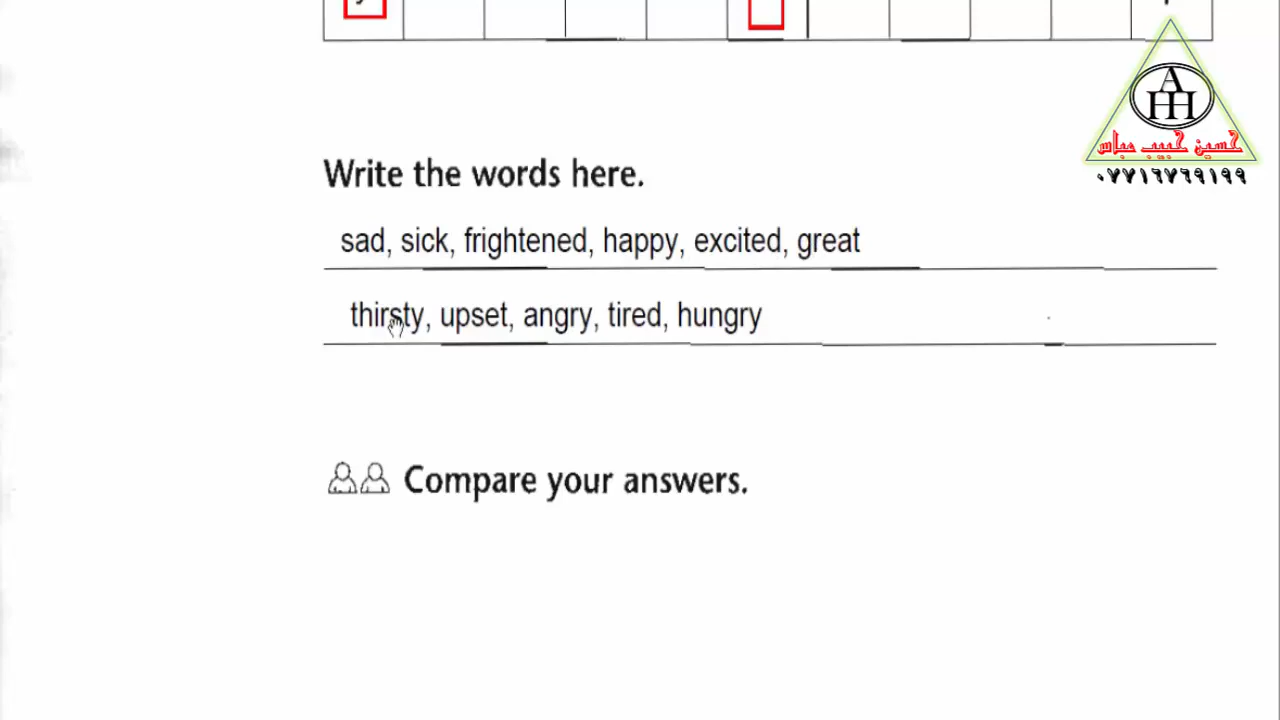 AHH
حسين حبيب عباس
٠٧٧١٦٧٦٩١٩٩
Write the words here.
sad, sick, frightened, happy, excited, great
thirsty, upset, angry, tired, hungry
Compare your answers.